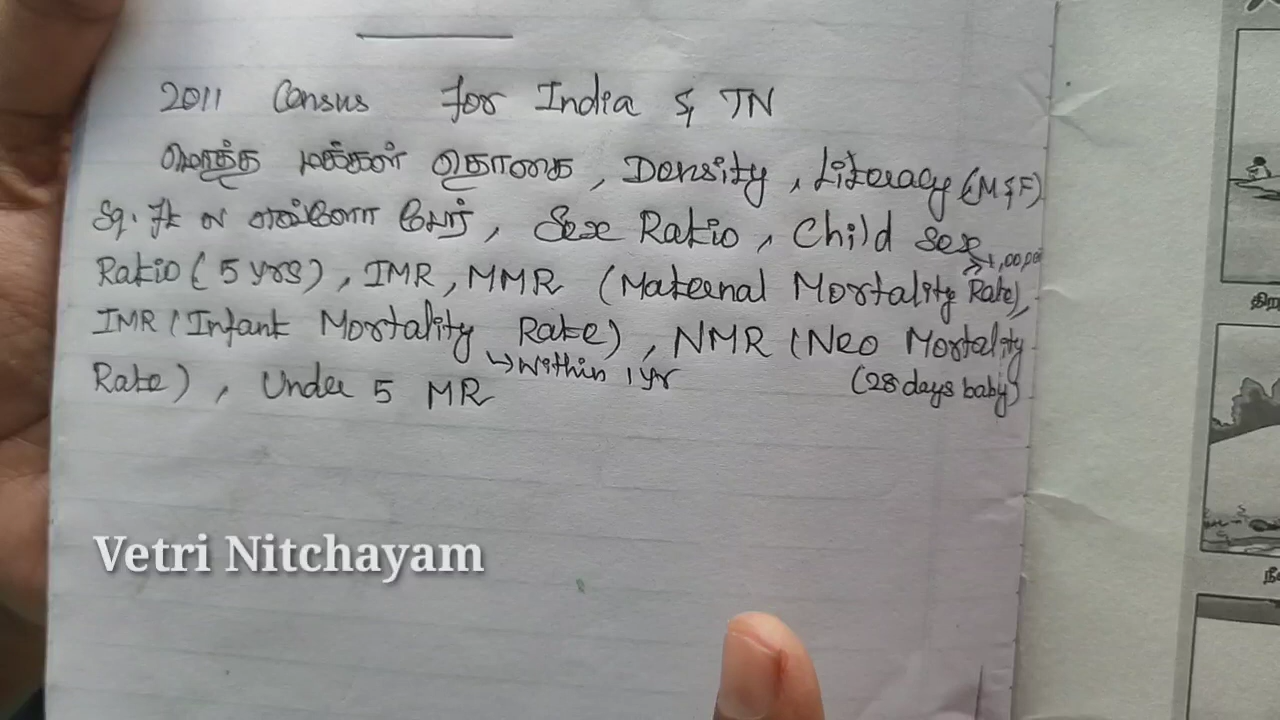 2011 Census for India & TN
மொத்த மக்கள் தொகை, Density, Literacy (M & F)
Sq. ft ல எவ்ளோ பேர், Sex Ratio, Child Sex
Ratio (5 yrs), IMR, MMR (Maternal Mortality Rate),
IMR (Infant Mortality Rate), NMR (Neo Mortality
→ Within 1 yr
(28 days baby)
Rate), Under 5 MR
Vetri Nitchayam